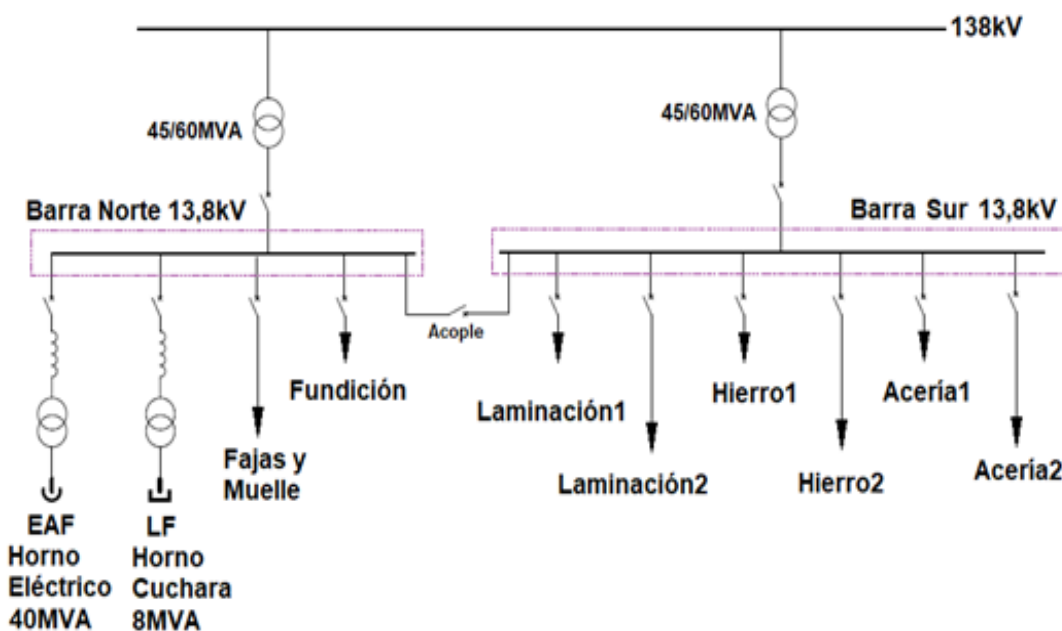 138kV
45/60MVA
45/60MVA
Barra Norte 13,8kV
Barra Sur 13,8kV
Acople
Fundición
Laminación1
Hierro1
Acería1
Fajas y
Muelle
Laminación2
Hierro2
Acería2
EAF
Horno
Eléctrico
40MVA
LF
Horno
Cuchara
8MVA